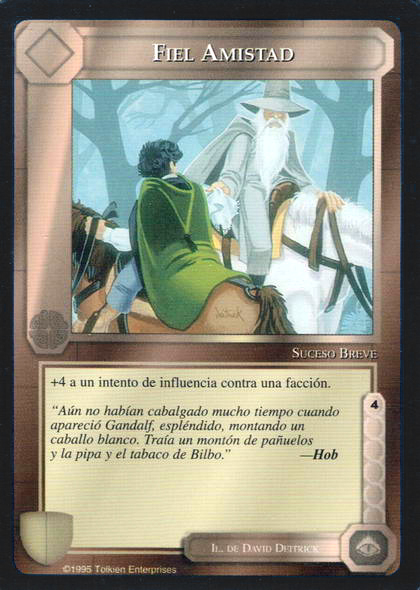 FIEL AMISTAD
Deitrick
SUCESO BREVE
+4 a un intento de influencia contra una facción.
4
“Aún no habían cabalgado mucho tiempo cuando
apareció Gandalf, espléndido, montando un
caballo blanco. Traía un montón de pañuelos
y la pipa y el tabaco de Bilbo.” —Hob
IL. DE DAVID DEITRICK
©1995 Tolkien Enterprises